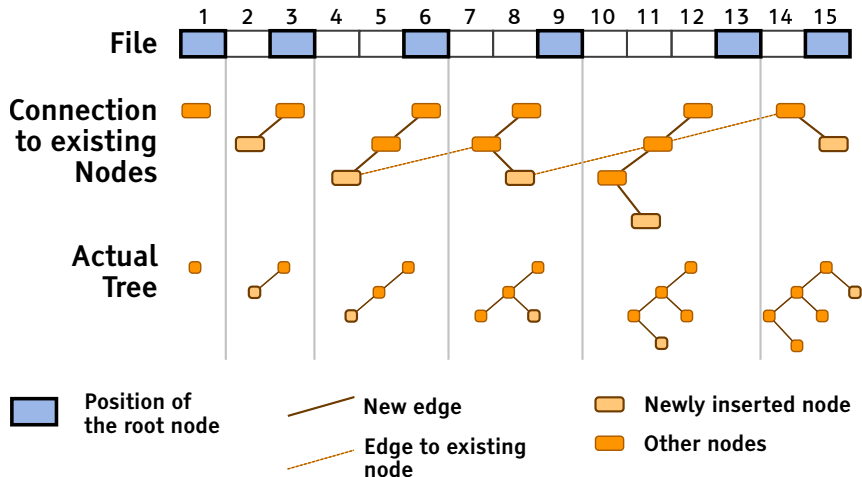 1 2 3 4 5 6 7 8 9 10 11 12 13 14 15
File
Connection
to existing
Nodes
Actual
Tree
Position of
the root node
New edge
Edge to existing
node
Newly inserted node
Other nodes